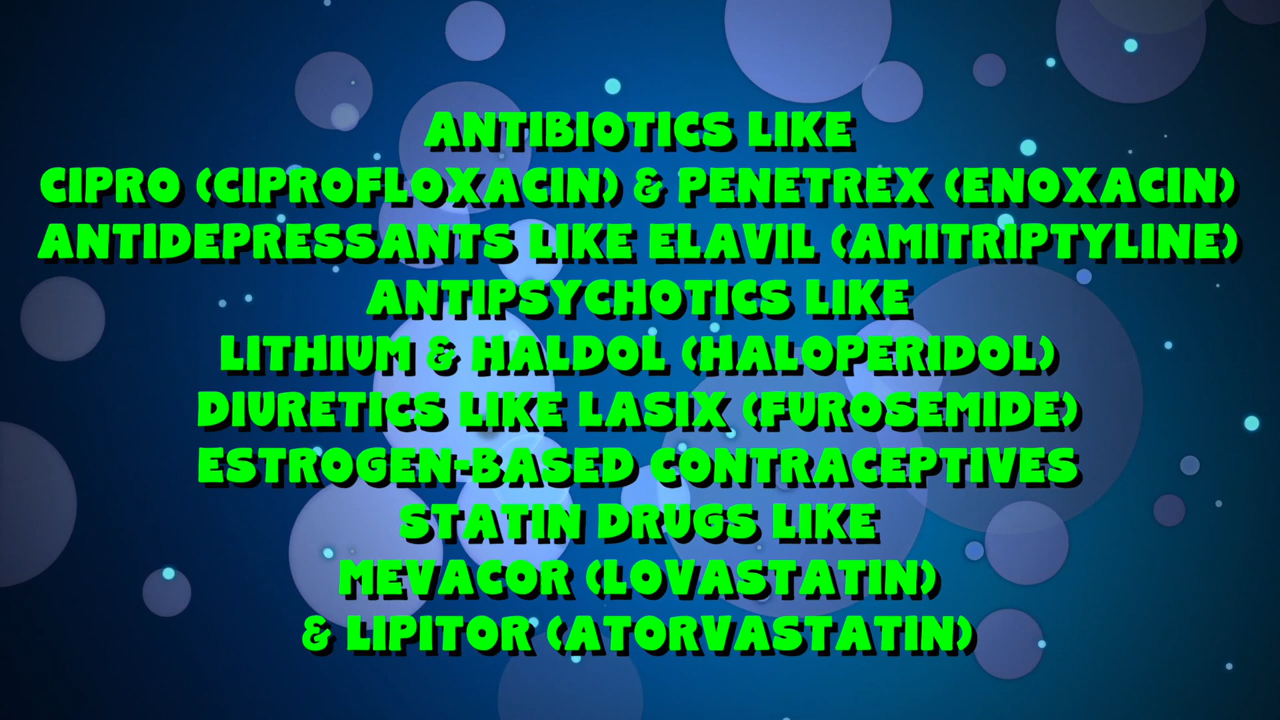 ANTIBIOTICS LIKE
CIPRO (CIPROFLOXACIN) & PENETREX (ENOXACIN)
ANTIDEPRESSANTS LIKE ELAVIL (AMITRIPTYLINE)
ANTIPSYCHOTICS LIKE
LITHIUM & HALDOL (HALOPERIDOL)
DIURETICS LIKE LASIX (FUROSEMIDE)
ESTROGEN-BASED CONTRACEPTIVES
STATIN DRUGS LIKE
MEVACOR (LOVASTATIN)
& LIPITOR (ATORVASTATIN)